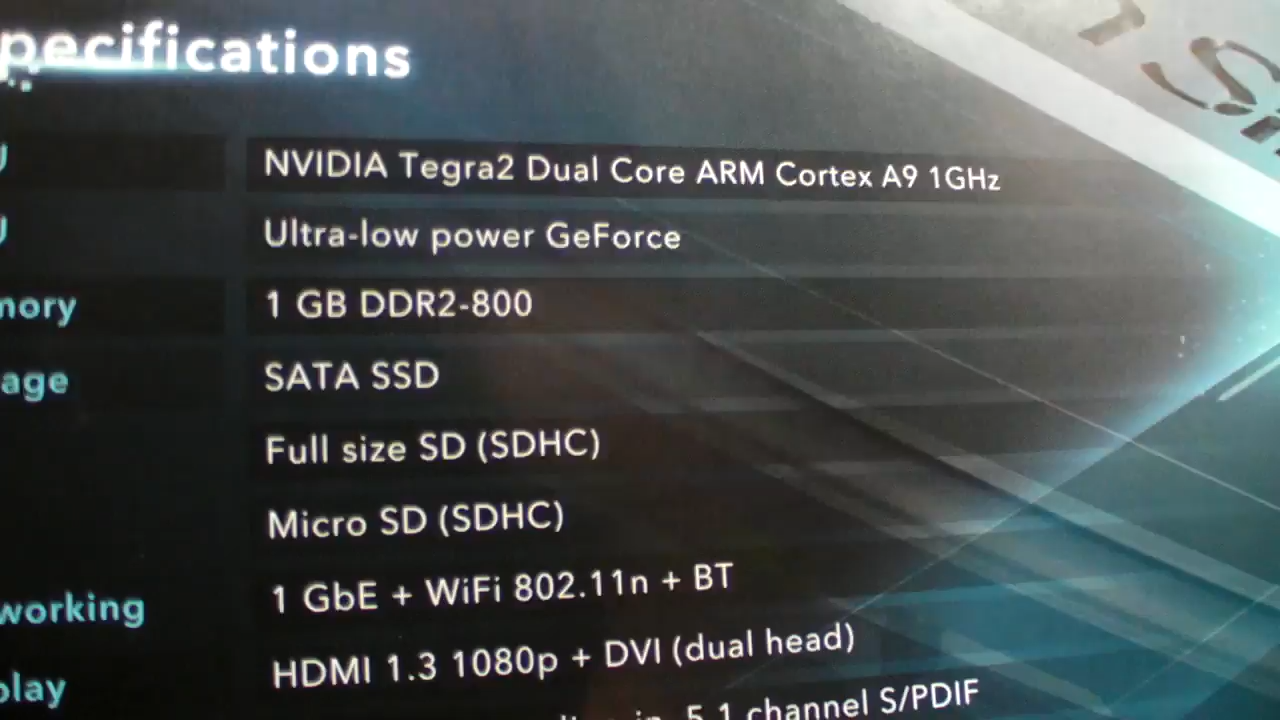 pecifications
U NVIDIA Tegra2 Dual Core ARM Cortex A9 1GHz
U Ultra-low power GeForce
mory 1 GB DDR2-800
age SATA SSD
Full size SD (SDHC)
Micro SD (SDHC)
working 1 GbE + WiFi 802.11n + BT
play HDMI 1.3 1080p + DVI (dual head)
5.1 channel S/PDIF